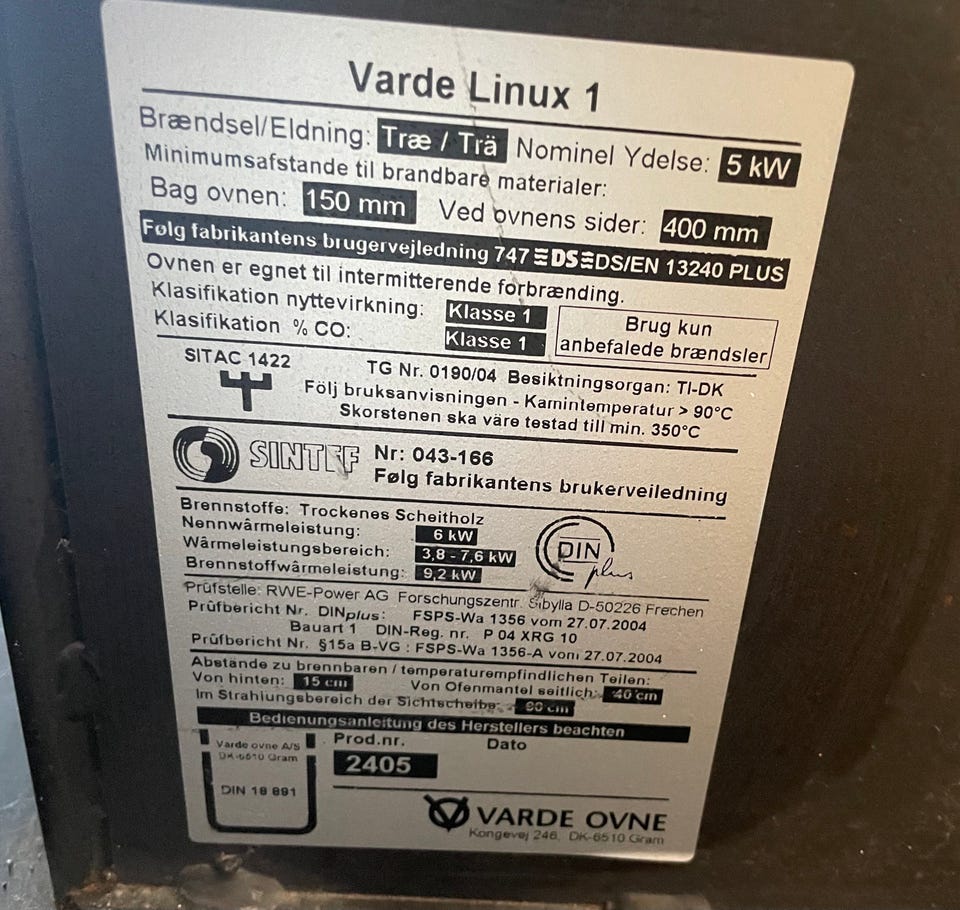 Varde Linux 1
Brændsel/Eldning: Træ / Trä Nominel Ydelse: 5 kW
Minimumsafstande til brandbare materialer:
Bag ovnen: 150 mm Ved ovnens sider: 400 mm
Følg fabrikantens brugervejledning 747 DS DS/EN 13240 PLUS
Ovnen er egnet til intermitterende forbrænding.
Klasifikation nyttevirkning: Klasse 1
Klasifikation % CO: Klasse 1
Brug kun
anbefalede brændsler
SITAC 1422
TG Nr. 0190/04 Besiktningsorgan: TI-DK
Följ bruksanvisningen - Kamintemperatur > 90°C
Skorstenen ska väre testad till min. 350°C
SINTEF Nr: 043-166
Følg fabrikantens brukerveiledning
Brennstoffe: Trockenes Scheitholz
Nennwärmeleistung: 6 kW
Wärmeleistungsbereich: 3,8 - 7,6 kW
Brennstoffwärmeleistung: 9,2 kW
DIN plus
Prüfstelle: RWE-Power AG Forschungszentr. Sibylla D-50226 Frechen
Prüfbericht Nr. DINplus: FSPS-Wa 1356 vom 27.07.2004
Bauart 1 DIN-Reg. nr. P 04 XRG 10
Prüfbericht Nr. §15a B-VG : FSPS-Wa 1356-A vom 27.07.2004
Abstände zu brennbaren / temperaturempfindlichen Teilen:
Von hinten: 15 cm Von Ofenmantel seitlich: 40 cm
Im Strahlungsbereich der Sichtscheibe: cm
Bedienungsanleitung des Herstellers beachten
Varde ovne A/S
DK-6510 Gram
DIN 18 891
Prod.nr. Dato
2405
VARDE OVNE
Kongevej 246, DK-6510 Gram